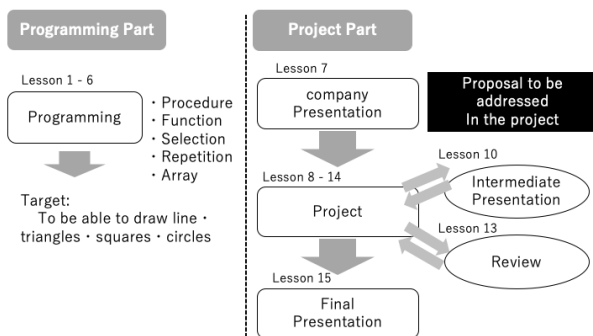 Programming Part
Lesson 1 - 6
Programming
・Procedure
・Function
・Selection
・Repetition
・Array
Target:
To be able to draw line・
triangles・squares・circles
Project Part
Lesson 7
company
Presentation
Proposal to be
addressed
In the project
Lesson 8 - 14
Project
Lesson 10
Intermediate
Presentation
Lesson 13
Review
Lesson 15
Final
Presentation